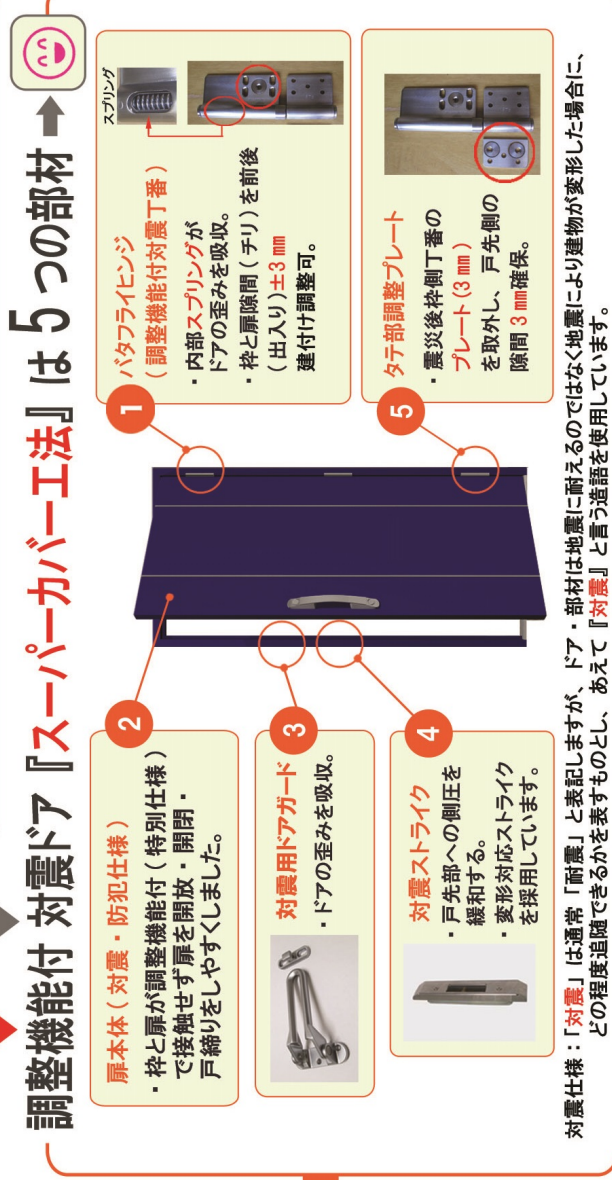 調整機能付 対震ドア『スーパーカバー工法』は5つの部材
1
バタフライヒンジ
(調整機能付対震丁番)
・内部スプリングが
ドアの歪みを吸収。
・枠と扉隙間(チリ)を前後
(出入り)±3㎜
建付け調整可。
スプリング
2
扉本体(対震・防犯仕様)
・枠と扉が調整機能付(特別仕様)
で接触せず扉を開放・開閉・
戸締りをしやすくしました。
3
対震用ドアガード
・ドアの歪みを吸収。
4
対震ストライク
・戸先部への側圧を
緩和する。
・変形対応ストライク
を採用しています。
5
タテ部調整プレート
・震災後枠側丁番の
プレート(3㎜)
を取外し、戸先側の
隙間3㎜確保。
対震仕様:「対震」は通常「耐震」と表記しますが、ドア・部材は地震に耐えるのではなく地震により建物が変形した場合に、
どの程度追随できるかを表すものとし、あえて『対震』と言う造語を使用しています。